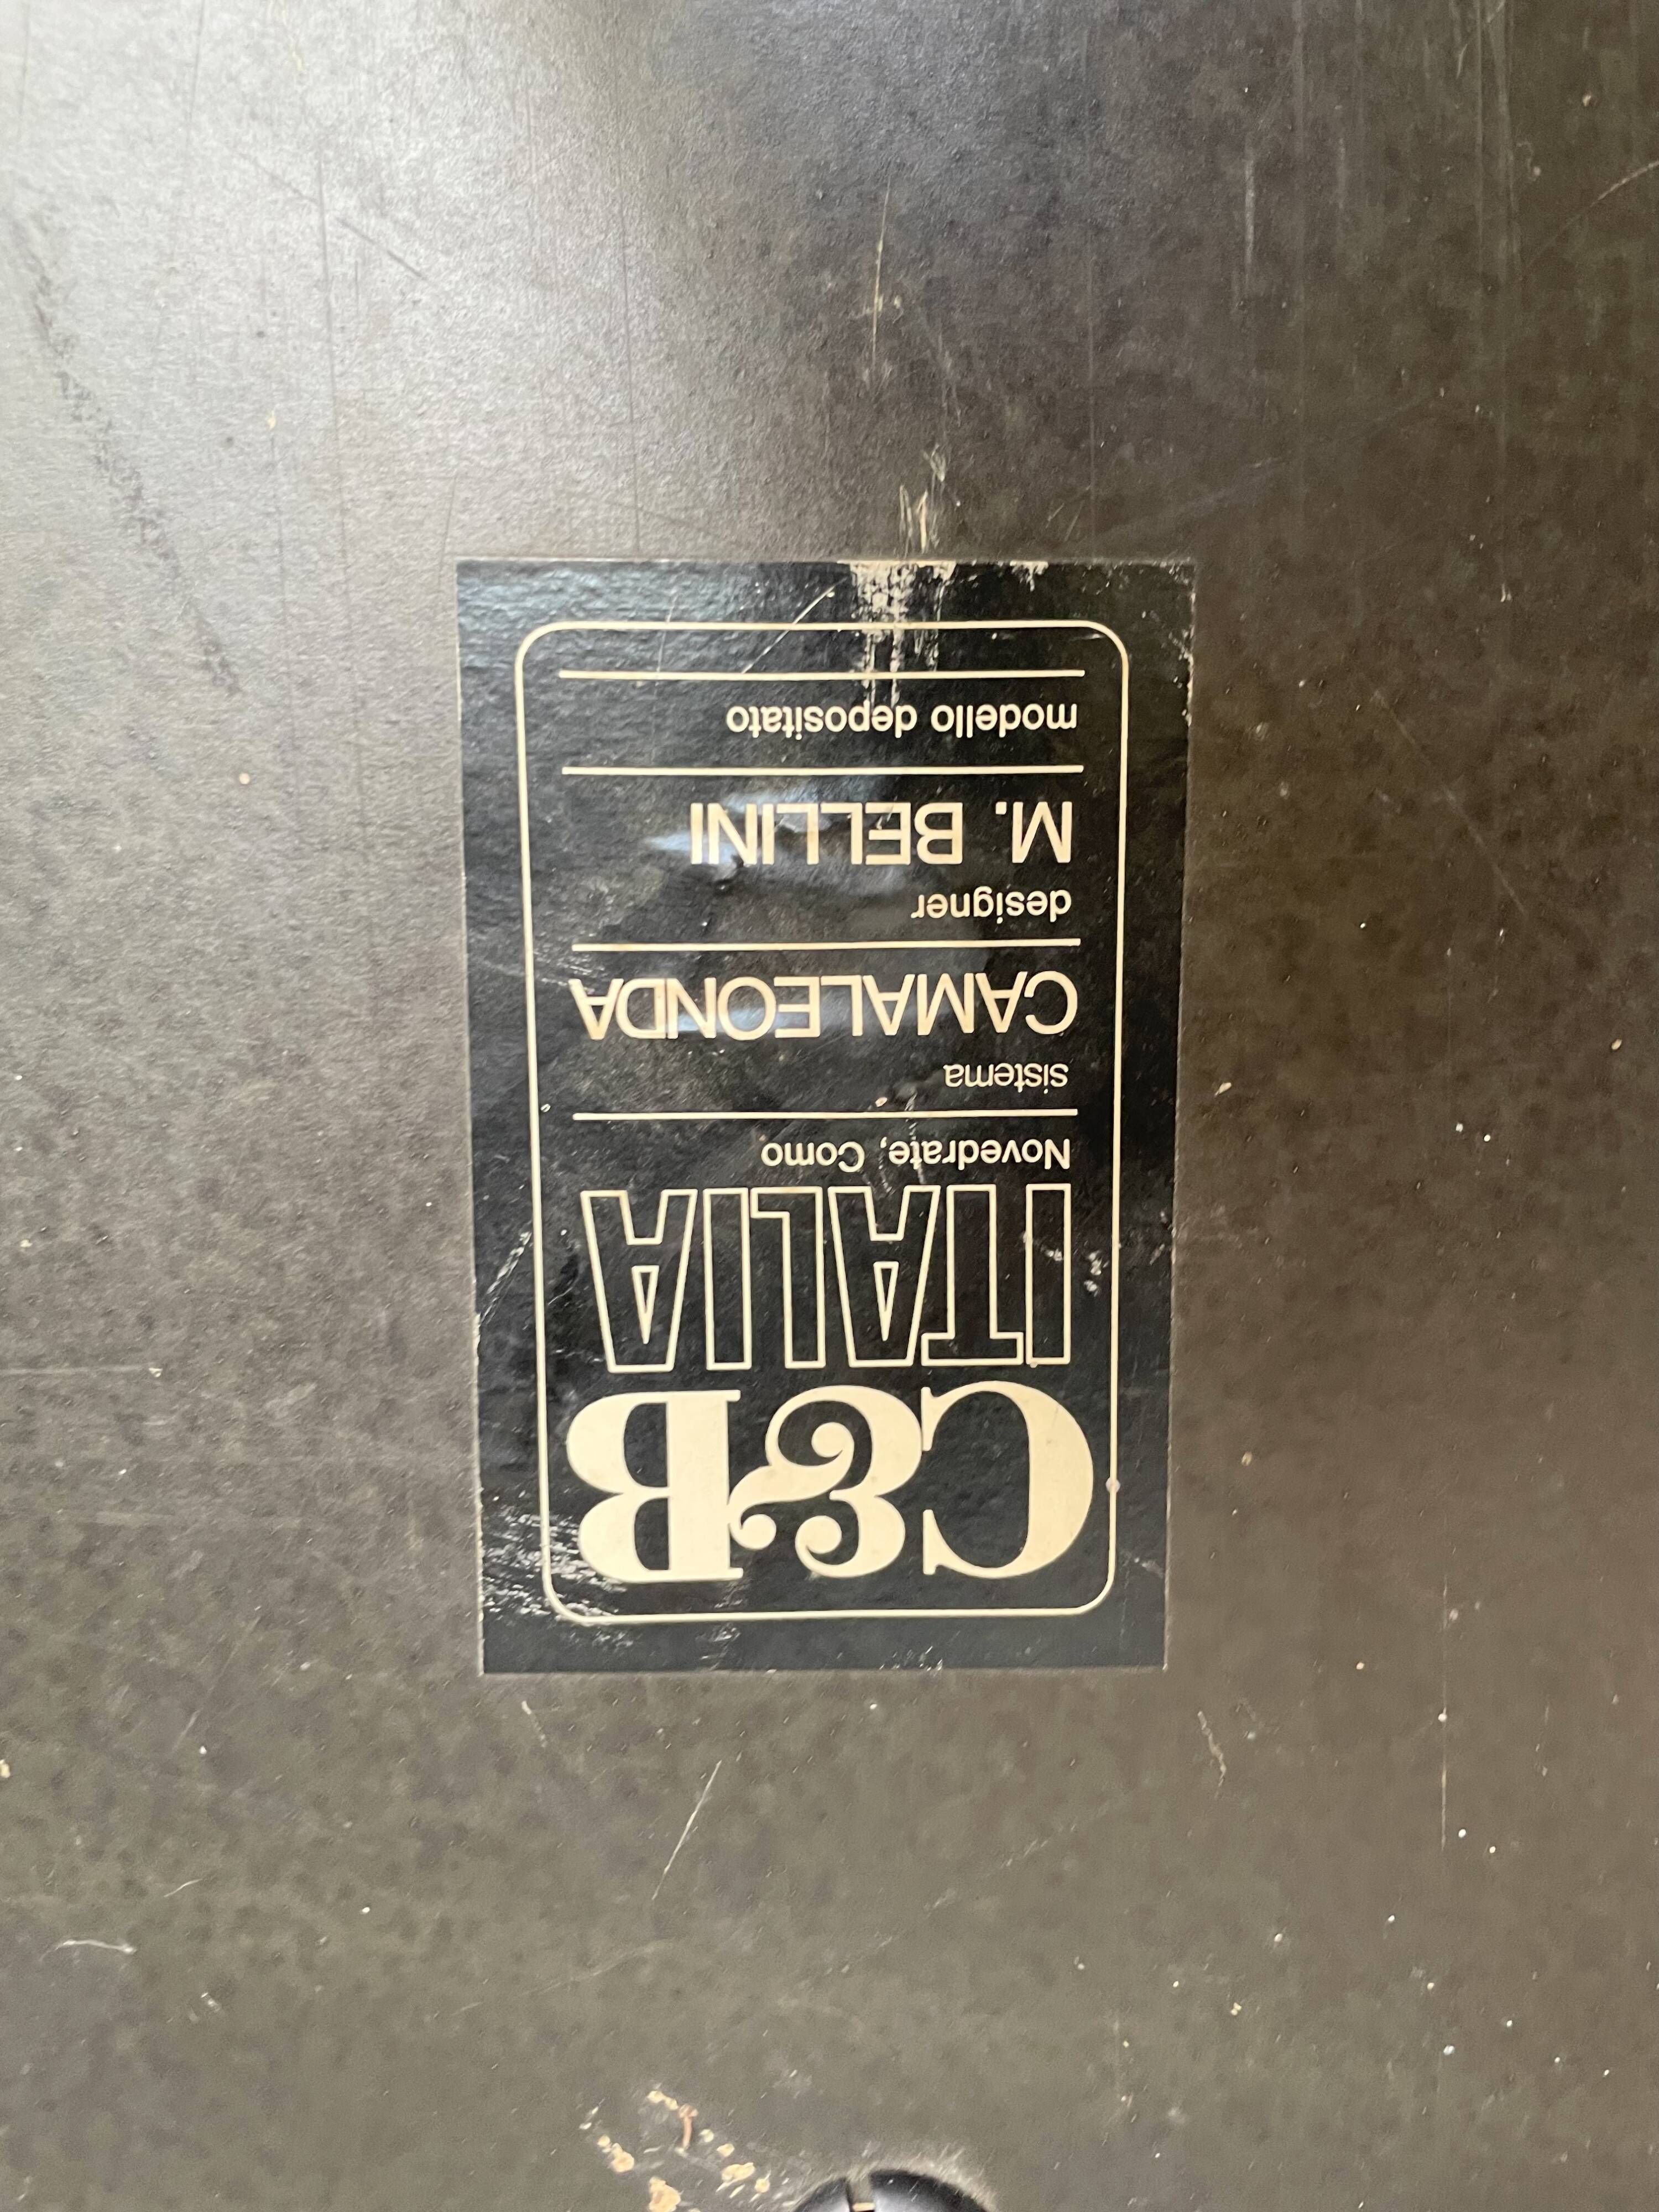 C&B
ITALIA
Novedrate, Como
sistema
CAMALEONDA
designer
M. BELLINI
modello depositato